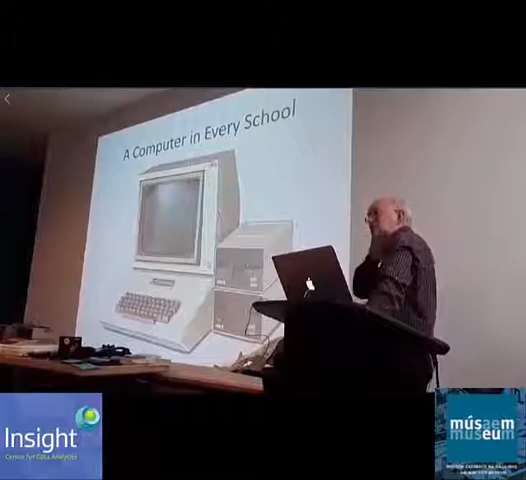 A Computer in Every School
Insight
Centre for Data Analytics
músaem
museum